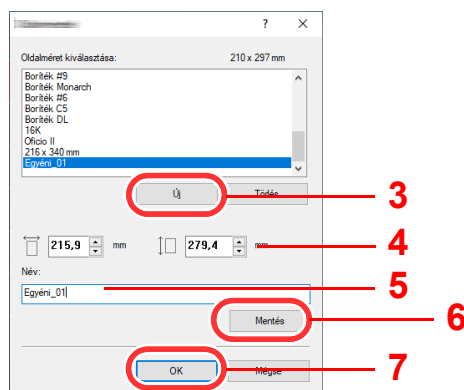 ? ×
Oldalméret kiválasztása: 210 x 297 mm
Boríték #9
Boríték Monarch
Boríték #6
Boríték C5
Boríték DL
16K
Oficio II
216 x 340 mm
Egyéni_01
Új Törlés 3
215,9 mm 279,4 mm 4
Név:
Egyéni_01 5
Mentés 6
OK Mégse 7